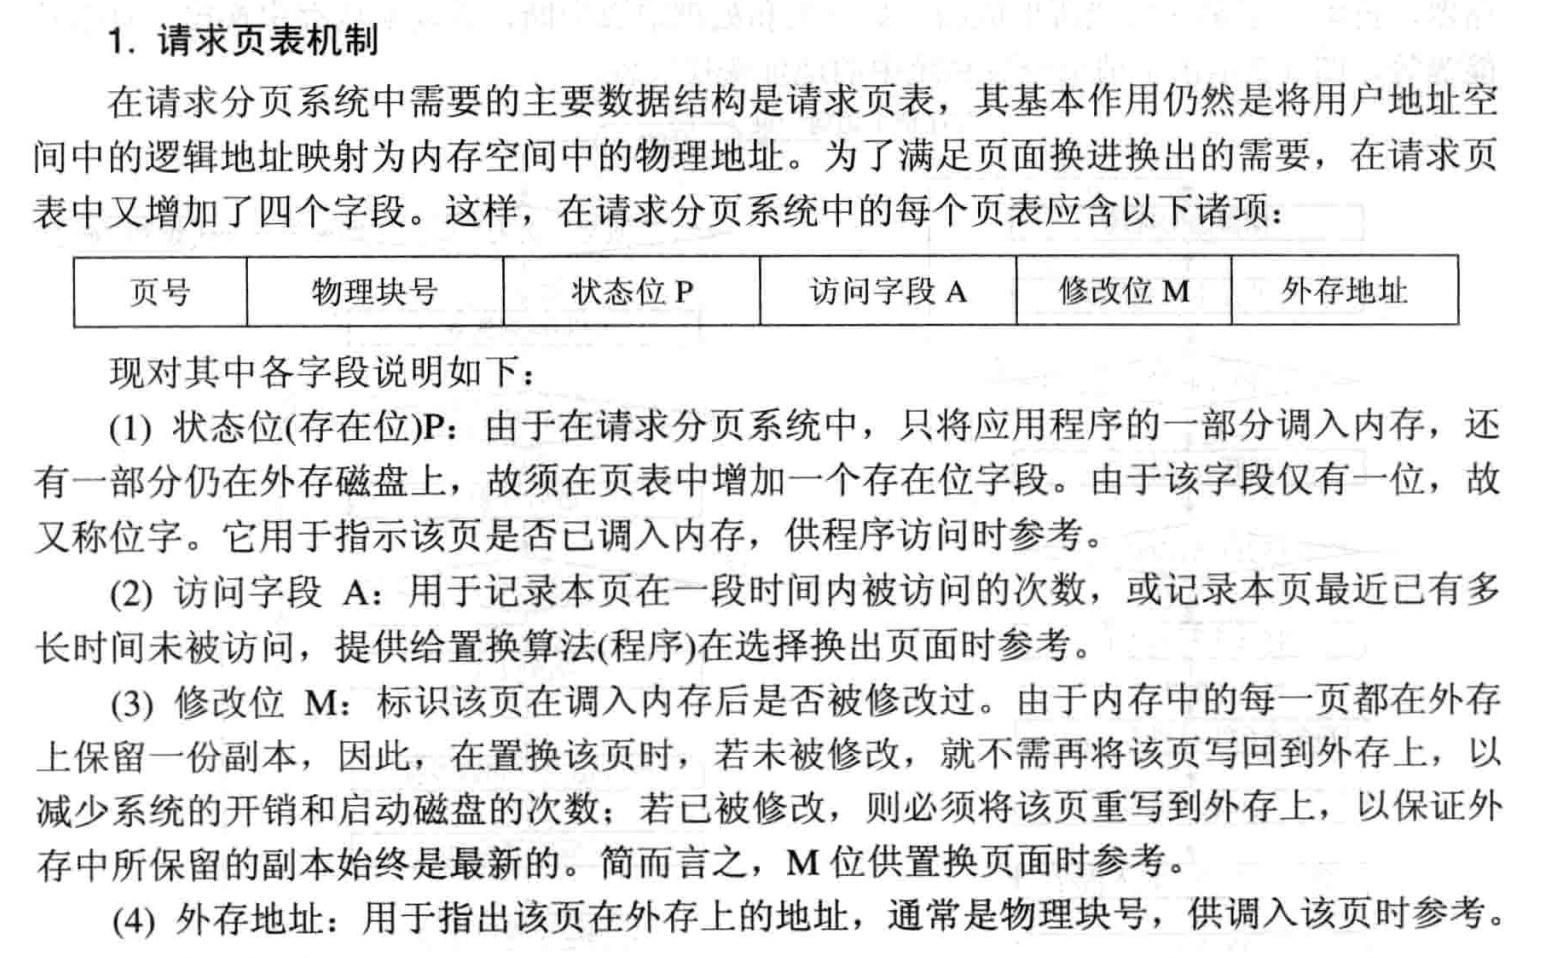 1. 请求页表机制
在请求分页系统中需要的主要数据结构是请求页表，其基本作用仍然是将用户地址空
间中的逻辑地址映射为内存空间中的物理地址。为了满足页面换进换出的需要，在请求页
表中又增加了四个字段。这样，在请求分页系统中的每个页表应含以下诸项：
页号 物理块号 状态位 P 访问字段 A 修改位 M 外存地址
现对其中各字段说明如下：
(1) 状态位(存在位)P：由于在请求分页系统中，只将应用程序的一部分调入内存，还
有一部分仍在外存磁盘上，故须在页表中增加一个存在位字段。由于该字段仅有一位，故
又称位字。它用于指示该页是否已调入内存，供程序访问时参考。
(2) 访问字段 A：用于记录本页在一段时间内被访问的次数，或记录本页最近已有多
长时间未被访问，提供给置换算法(程序)在选择换出页面时参考。
(3) 修改位 M：标识该页在调入内存后是否被修改过。由于内存中的每一页都在外存
上保留一份副本，因此，在置换该页时，若未被修改，就不需再将该页写回到外存上，以
减少系统的开销和启动磁盘的次数；若已被修改，则必须将该页重写到外存上，以保证外
存中所保留的副本始终是最新的。简而言之，M 位供置换页面时参考。
(4) 外存地址：用于指出该页在外存上的地址，通常是物理块号，供调入该页时参考。